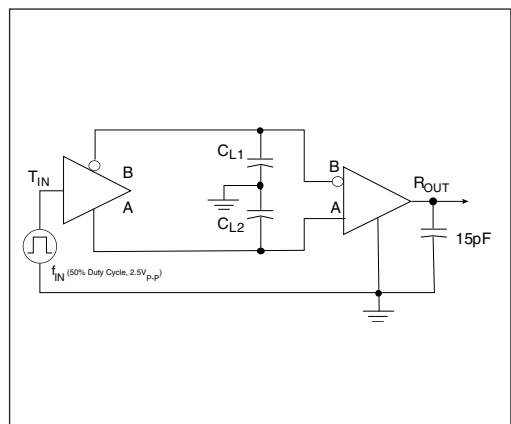 C_L1
B
B
T_IN
R_OUT
A
A
C_L2
15pF
f_IN (50% Duty Cycle, 2.5V_P-P)